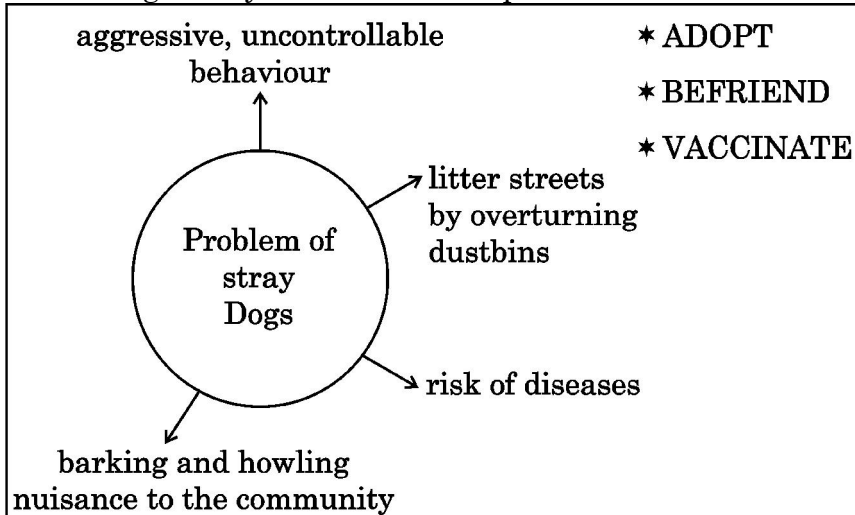 aggressive, uncontrollable
behaviour
✶ ADOPT
✶ BEFRIEND
✶ VACCINATE
litter streets
by overturning
dustbins
Problem of
stray
Dogs
risk of diseases
barking and howling
nuisance to the community